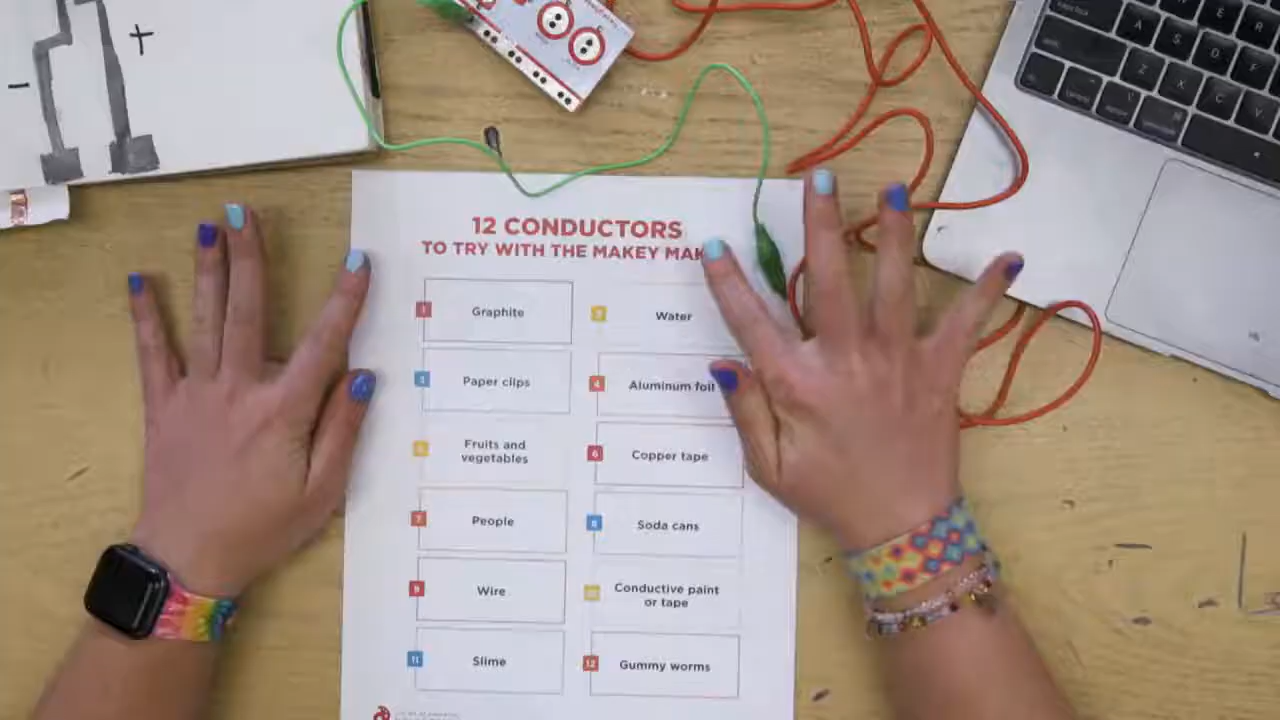 +
-
12 CONDUCTORS
TO TRY WITH THE MAKEY MAK
1 Graphite
2 Water
3 Paper clips
4 Aluminum foil
5 Fruits and
vegetables
6 Copper tape
7 People
8 Soda cans
9 Wire
10 Conductive paint
or tape
11 Slime
12 Gummy worms
A
S
D
F
E
R
Z
X
C
V
B